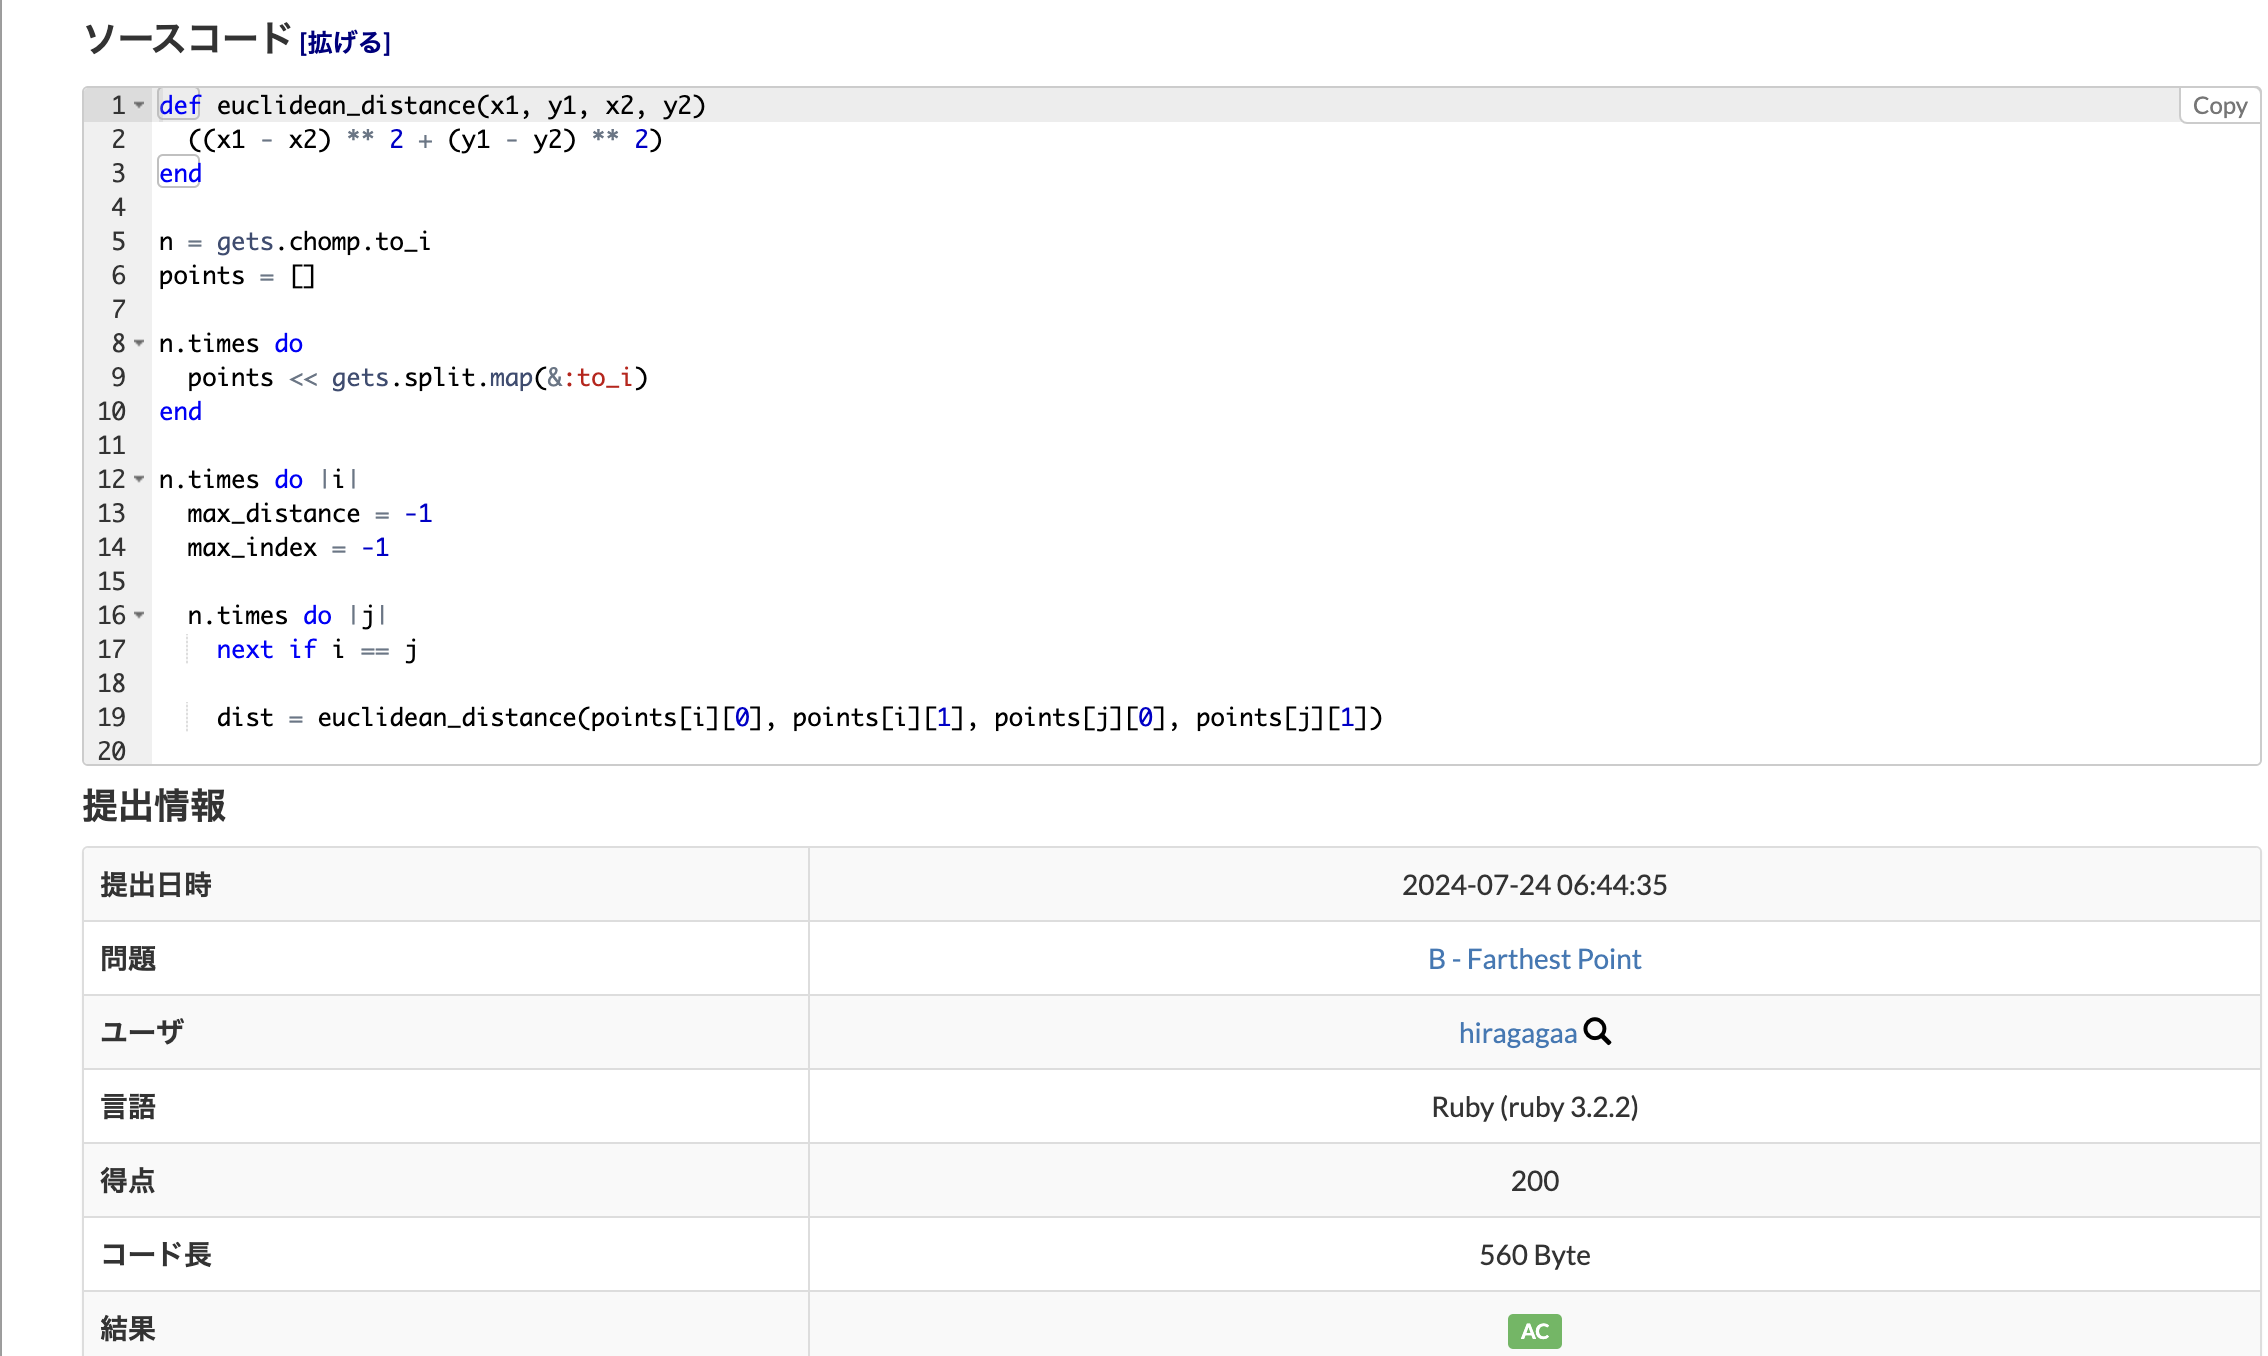 ソースコード [拡げる]
Copy
1 def euclidean_distance(x1, y1, x2, y2)
2   ((x1 - x2) ** 2 + (y1 - y2) ** 2)
3 end
4
5 n = gets.chomp.to_i
6 points = []
7
8 n.times do
9   points << gets.split.map(&:to_i)
10 end
11
12 n.times do |i|
13   max_distance = -1
14   max_index = -1
15
16   n.times do |j|
17     next if i == j
18
19     dist = euclidean_distance(points[i][0], points[i][1], points[j][0], points[j][1])
20
提出情報
提出日時 2024-07-24 06:44:35
問題 B - Farthest Point
ユーザ hiragagaa
言語 Ruby (ruby 3.2.2)
得点 200
コード長 560 Byte
結果 AC